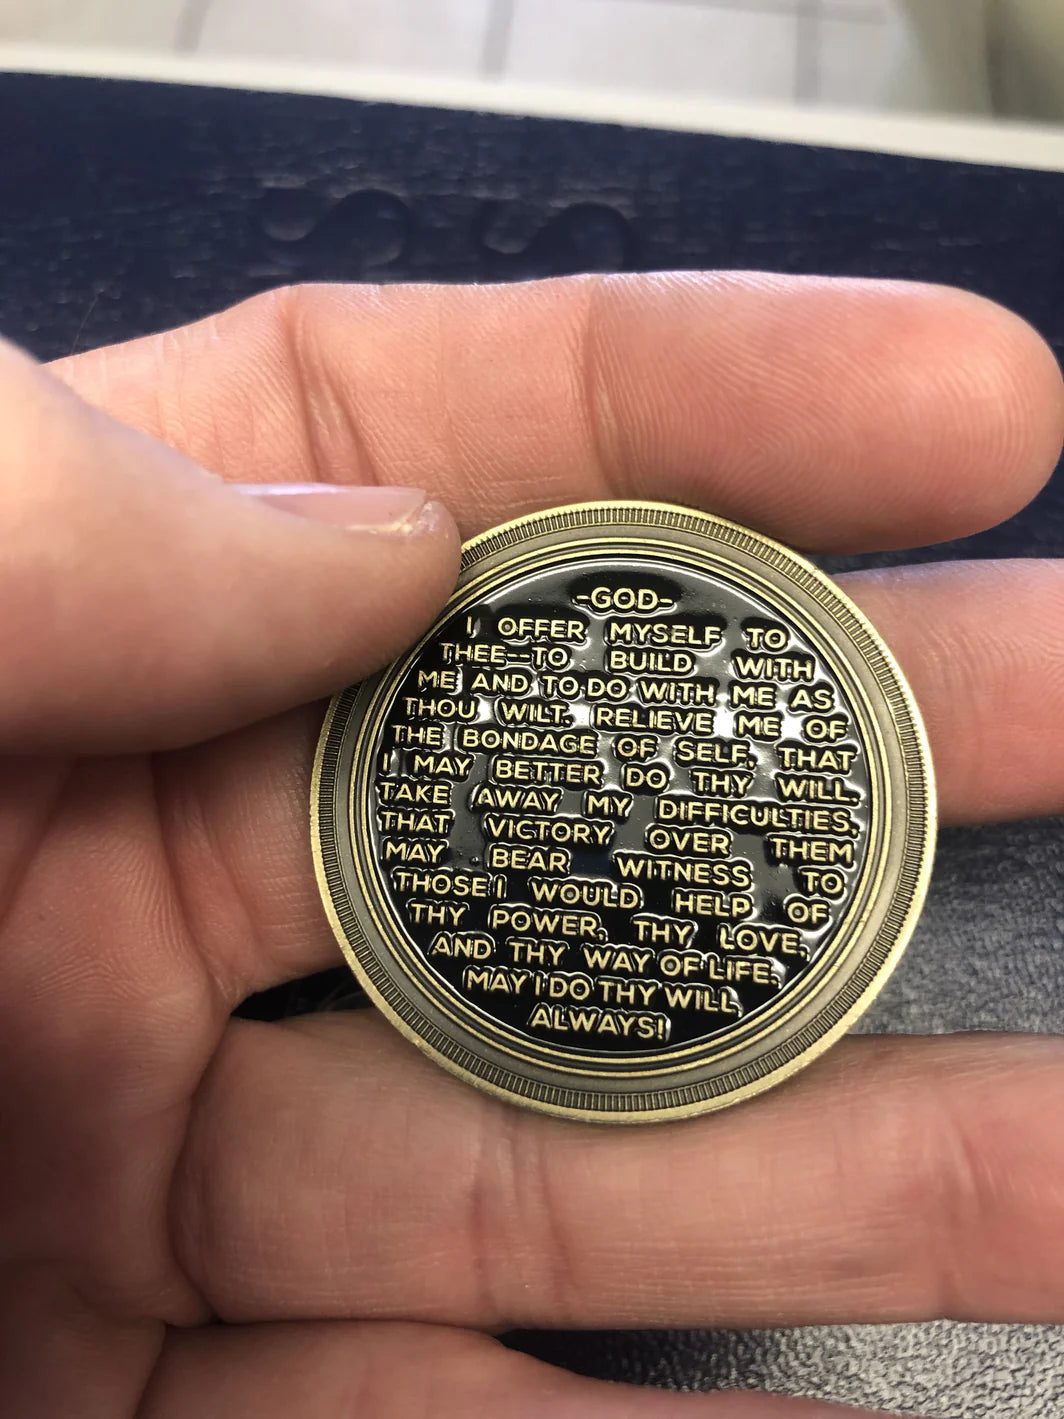 -GOD-
I, OFFER MYSELF TO
THEE--TO BUILD WITH
ME AND TO DO WITH ME AS
THOU WILT. RELIEVE ME OF
THE BONDAGE OF SELF, THAT
I MAY BETTER DO THY WILL.
TAKE AWAY MY DIFFICULTIES,
THAT VICTORY OVER THEM
MAY BEAR WITNESS TO
THOSE I WOULD HELP OF
THY POWER, THY LOVE,
AND THY WAY OF LIFE.
MAY I DO THY WILL,
ALWAYS!